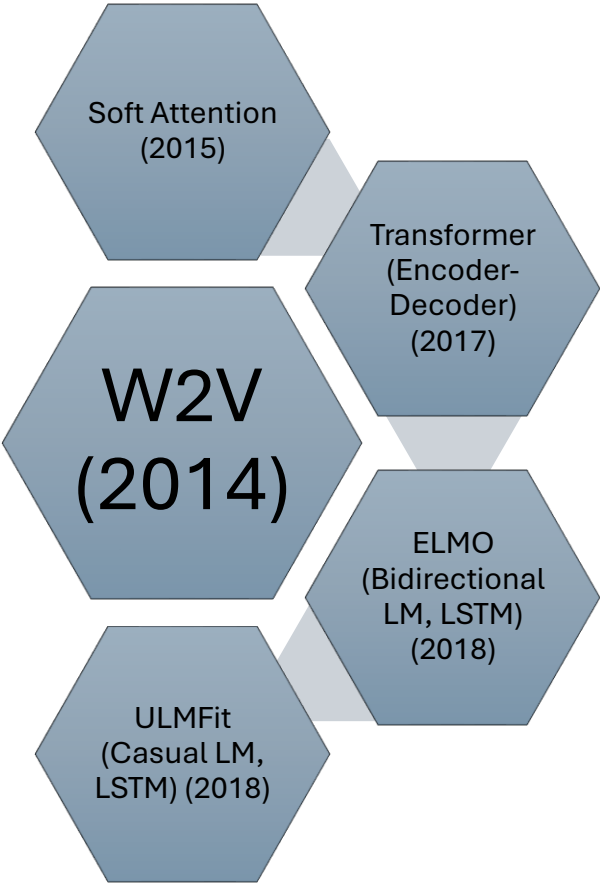 Soft Attention
(2015)
Transformer
(Encoder-
Decoder)
(2017)
W2V
(2014)
ELMO
(Bidirectional
LM, LSTM)
(2018)
ULMFit
(Casual LM,
LSTM) (2018)